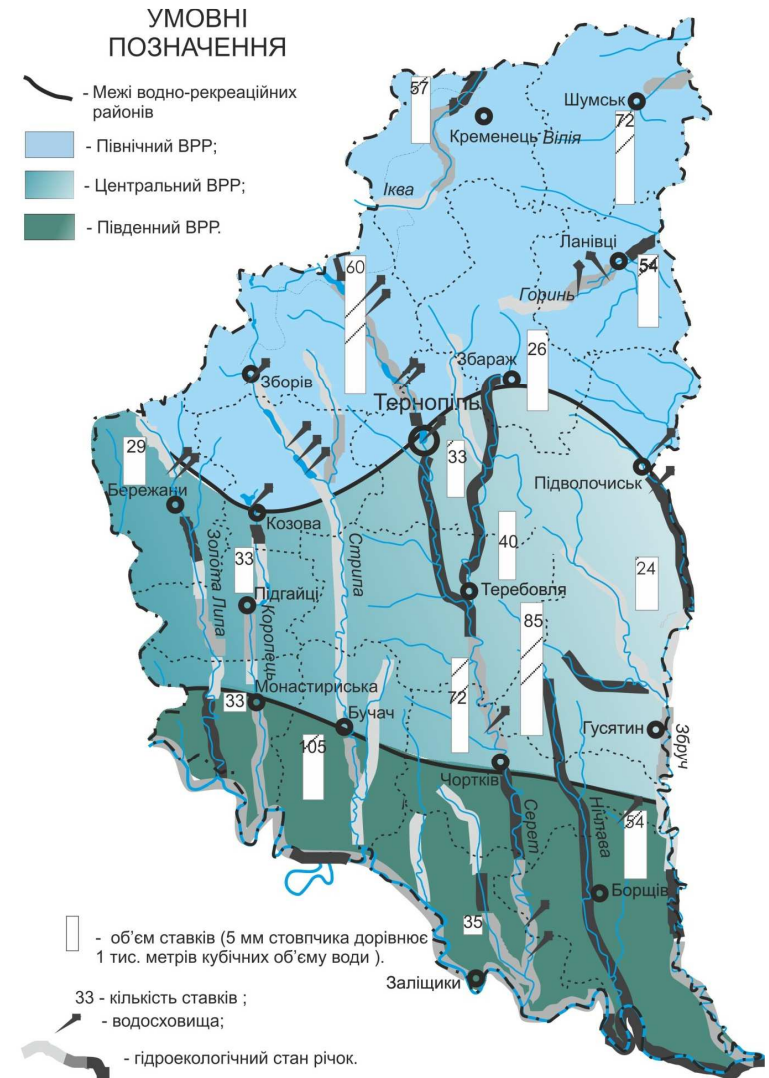 УМОВНІ
ПОЗНАЧЕННЯ
- Межі водно-рекреаційних
районів
- Північний ВРР;
- Центральний ВРР;
- Південний ВРР.
57
Шумськ
72
Кременець
Вілія
Іква
Ланівці
54
Горинь
60
26
Збараж
Зборів
Тернопіль
33
29
Підволочиськ
Бережани
Козова
40
Золота Липа
Стрипа
33
24
Теребовля
Підгайці
Коропець
85
72
Монастириська
33
Бучач
Гусятин
Збруч
105
Чортків
Серет
Нічлава
54
Борщів
35
Заліщики
- об’єм ставків (5 мм стовпчика дорівнює
1 тис. метрів кубічних об’єму води ).
33 - кількість ставків ;
- водосховища;
- гідроекологічний стан річок.